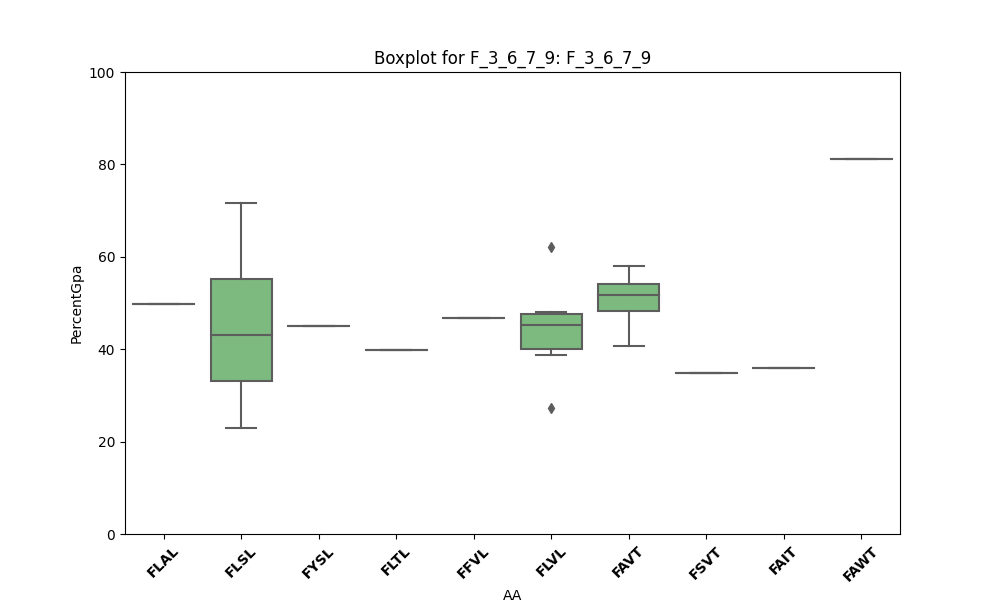 Boxplot for F_3_6_7_9: F_3_6_7_9
100
80
60
40
20
0
PercentGpa
FLAL
FLSL
FYSL
FLTL
FFVL
FLVL
FAVT
FSVT
FAIT
FAWT
AA